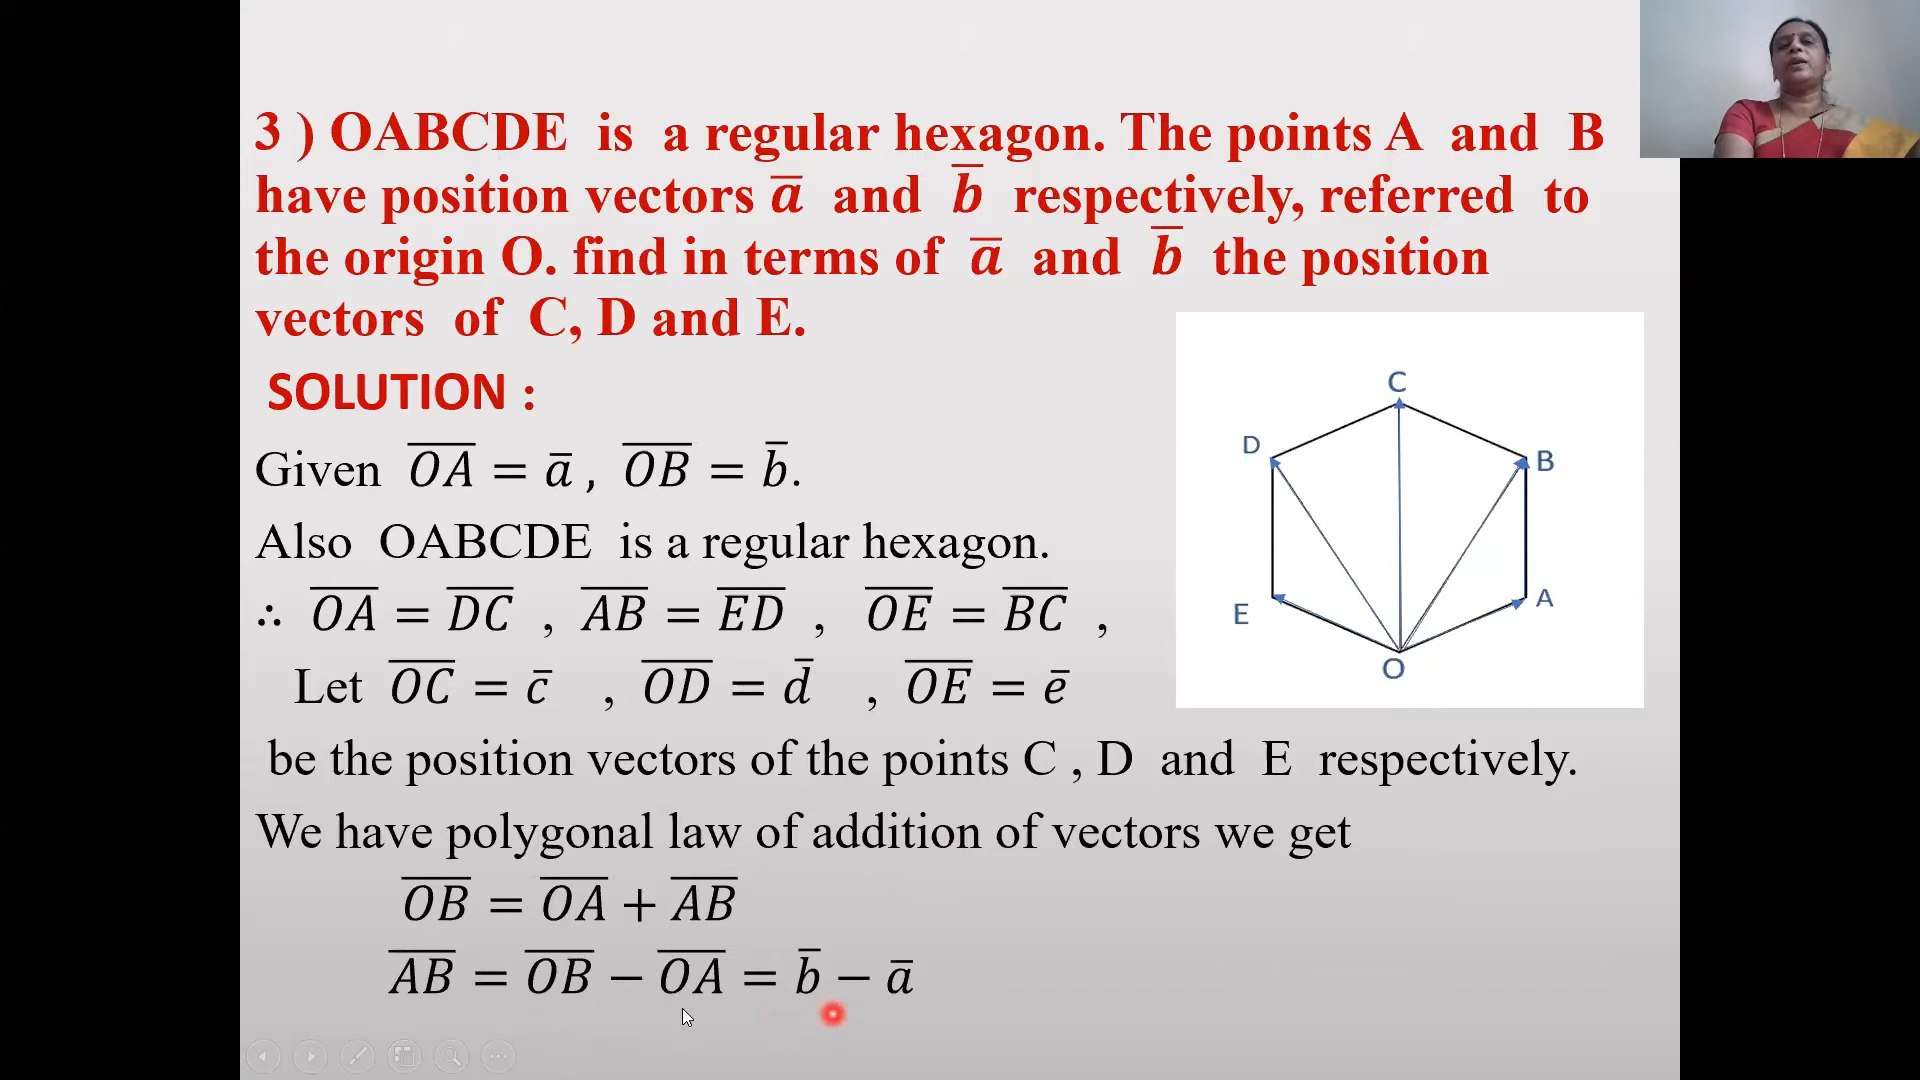 3 ) OABCDE is a regular hexagon. The points A and B
have position vectors a̅ and b̅ respectively, referred to
the origin O. find in terms of a̅ and b̅ the position
vectors of C, D and E.
SOLUTION :
Given O̅A̅ = a̅ , O̅B̅ = b̅.
Also OABCDE is a regular hexagon.
∴ O̅A̅ = D̅C̅ , A̅B̅ = E̅D̅ , O̅E̅ = B̅C̅ ,
Let O̅C̅ = c̅ , O̅D̅ = d̅ , O̅E̅ = e̅
be the position vectors of the points C , D and E respectively.
We have polygonal law of addition of vectors we get
O̅B̅ = O̅A̅ + A̅B̅
A̅B̅ = O̅B̅ − O̅A̅ = b̅ − a̅
C
D
B
E
A
O